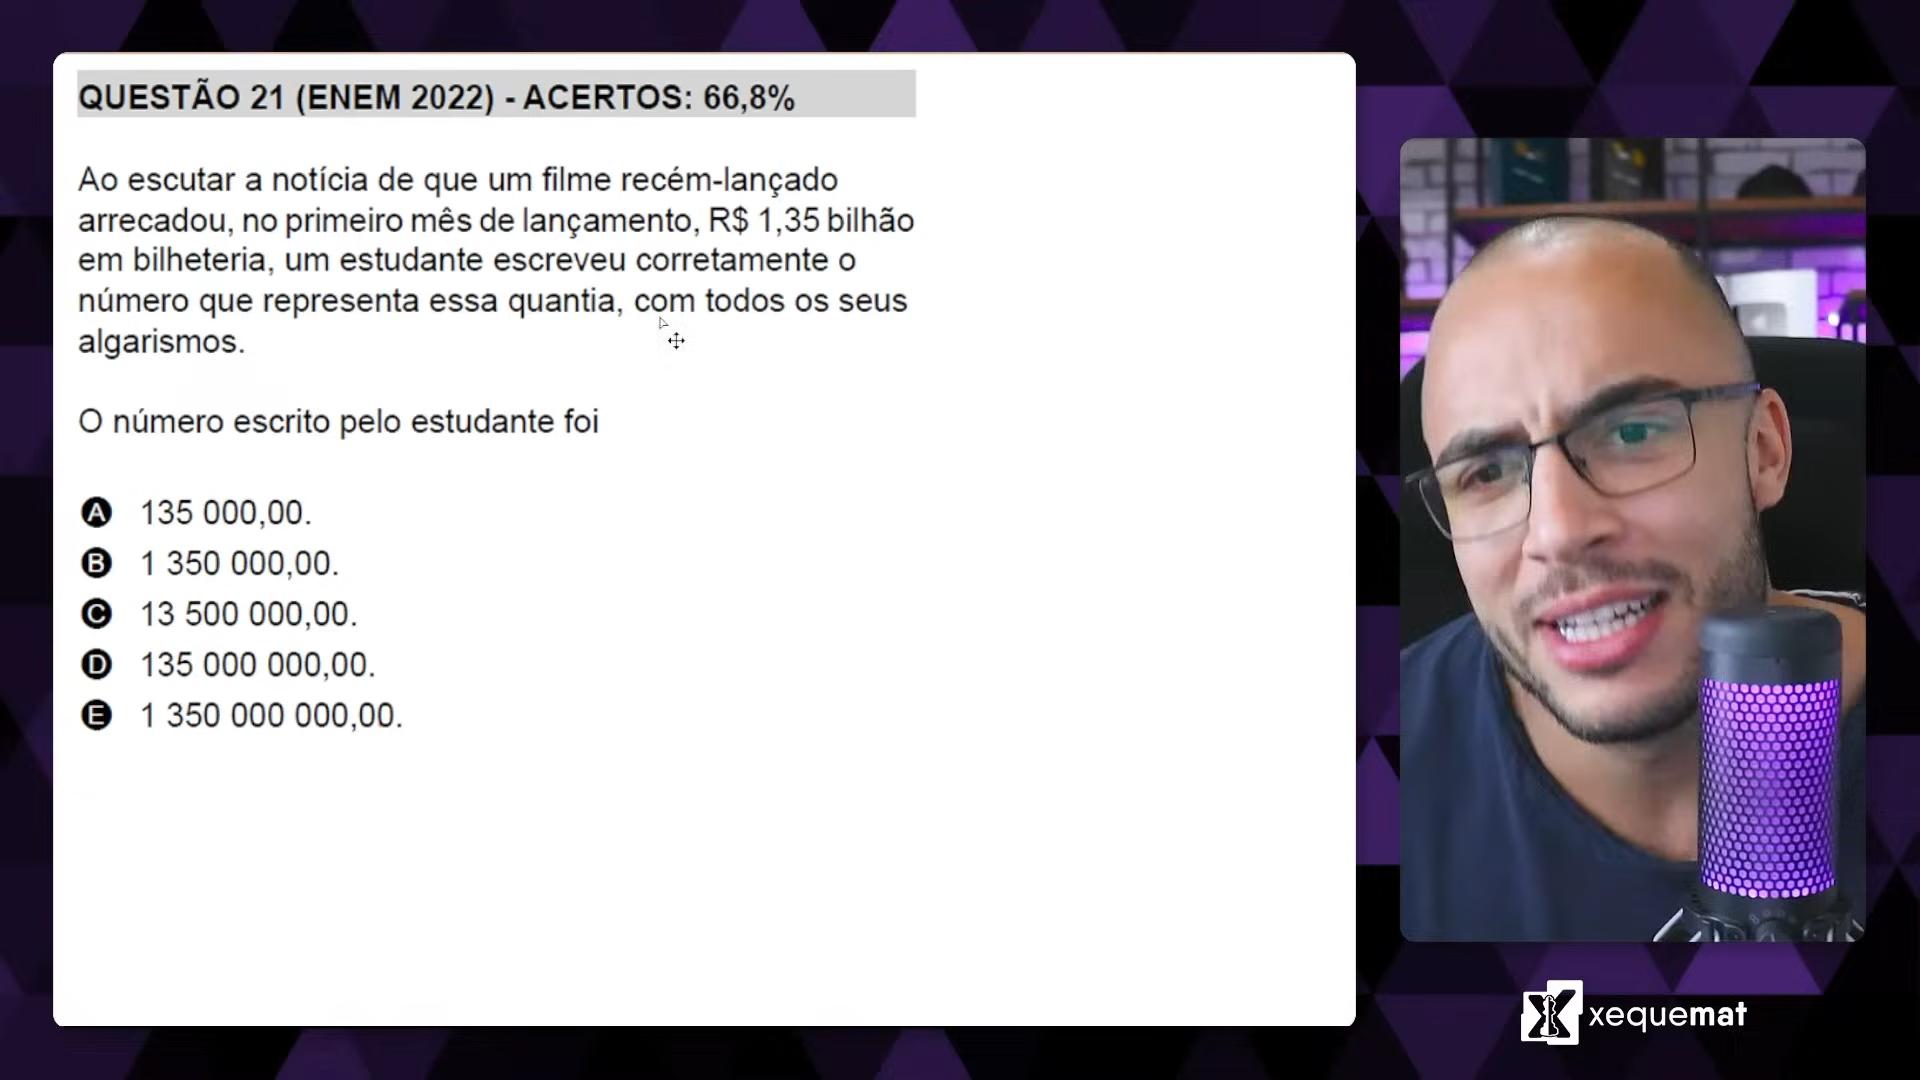 QUESTÃO 21 (ENEM 2022) - ACERTOS: 66,8%
Ao escutar a notícia de que um filme recém-lançado
arrecadou, no primeiro mês de lançamento, R$ 1,35 bilhão
em bilheteria, um estudante escreveu corretamente o
número que representa essa quantia, com todos os seus
algarismos.
O número escrito pelo estudante foi
A 135 000,00.
B 1 350 000,00.
C 13 500 000,00.
D 135 000 000,00.
E 1 350 000 000,00.
xequemat